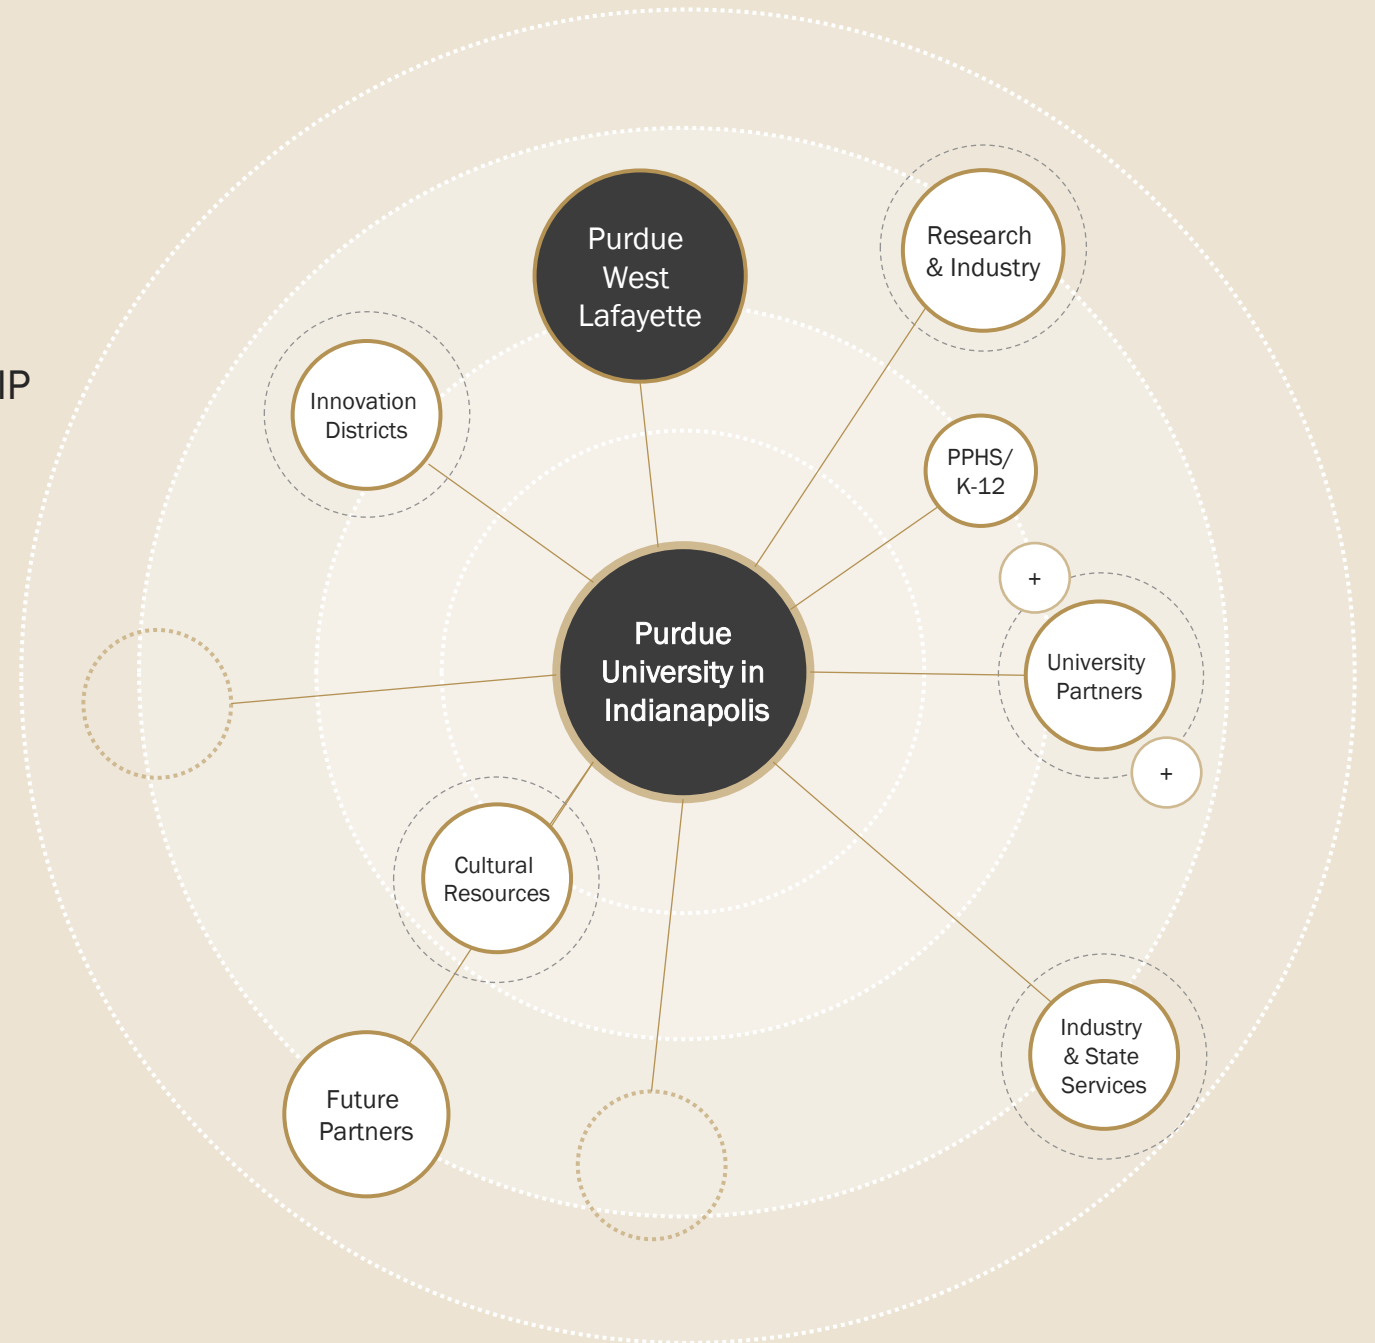 IP
Purdue
West
Lafayette
Research
& Industry
Innovation
Districts
PPHS/
K-12
+
Purdue
University in
Indianapolis
University
Partners
+
Cultural
Resources
Industry
& State
Services
Future
Partners